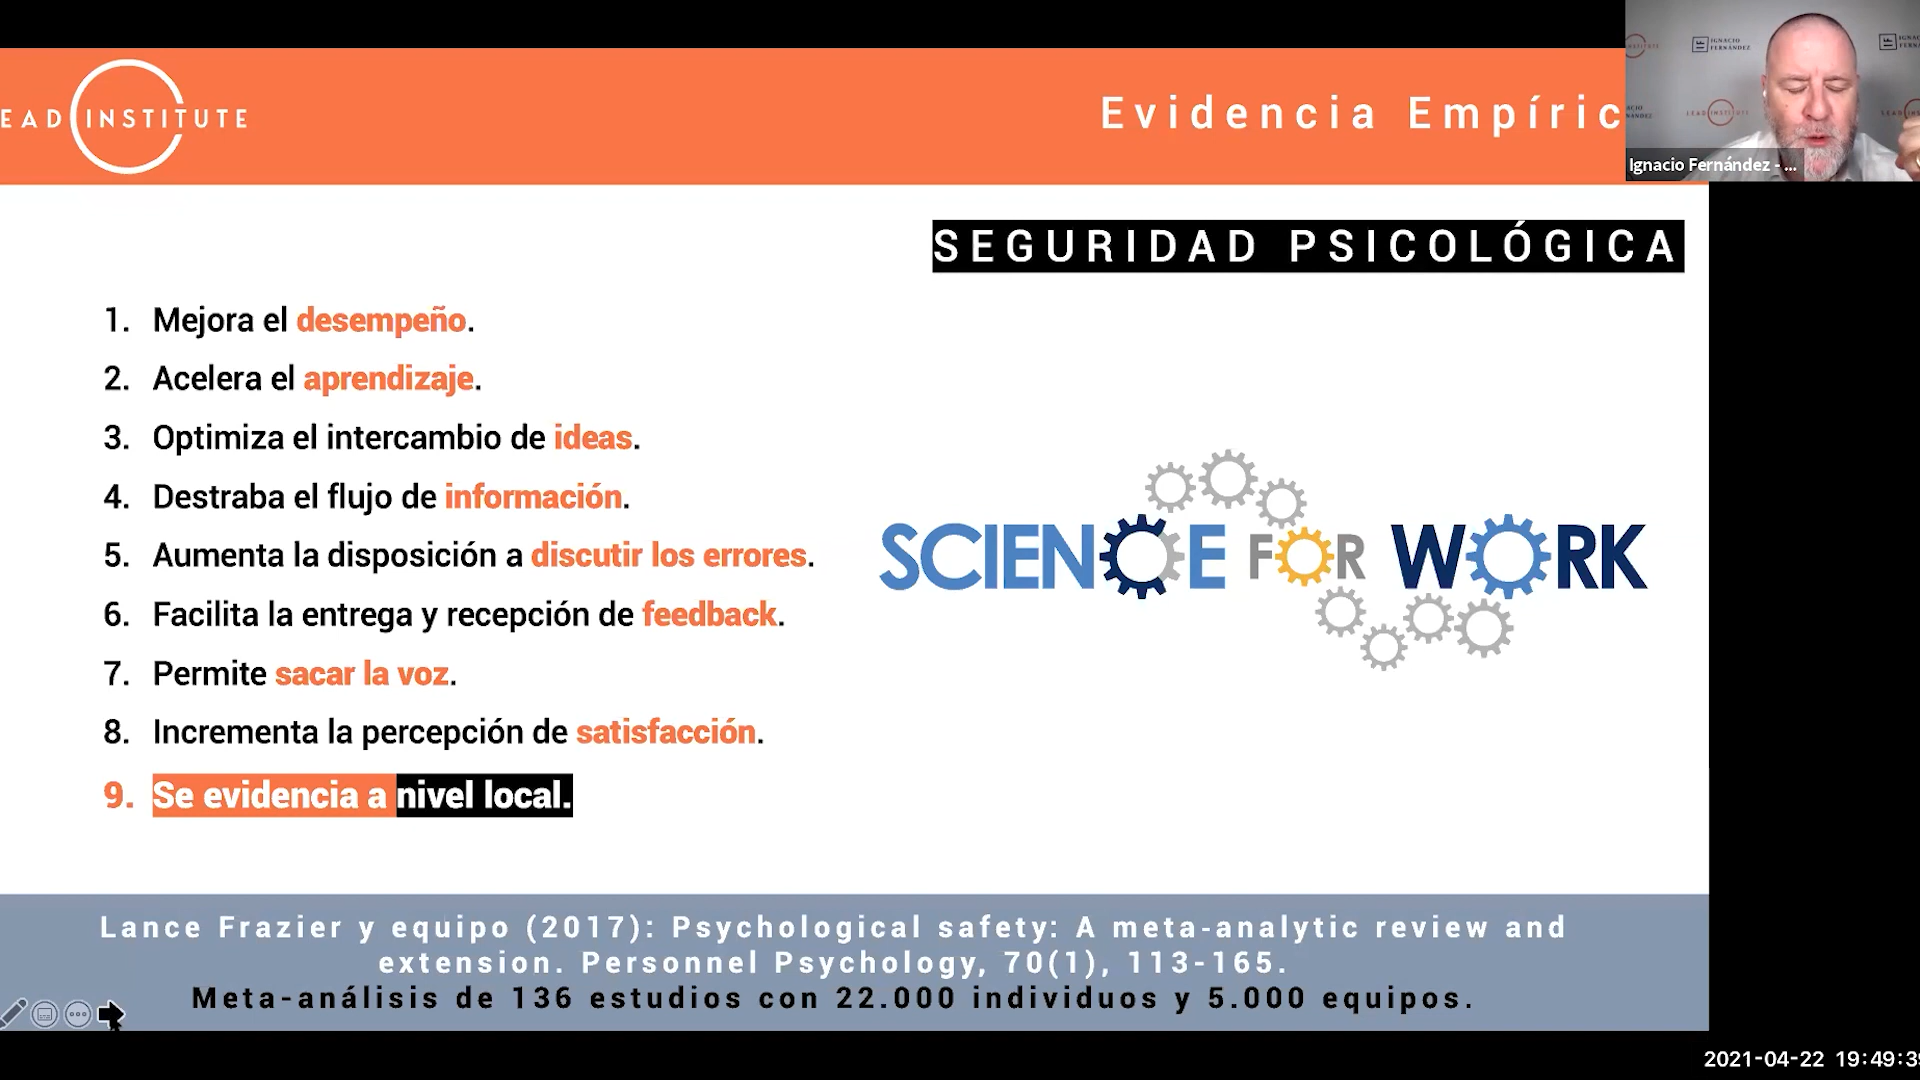 EAD INSTITUTE
Evidencia Empíric
IGNACIO
FERNÁNDEZ
Ignacio Fernández - ...
SEGURIDAD PSICOLÓGICA
1. Mejora el desempeño.
2. Acelera el aprendizaje.
3. Optimiza el intercambio de ideas.
4. Destraba el flujo de información.
5. Aumenta la disposición a discutir los errores.
6. Facilita la entrega y recepción de feedback.
7. Permite sacar la voz.
8. Incrementa la percepción de satisfacción.
9. Se evidencia a nivel local.
SCIENCE FOR WORK
Lance Frazier y equipo (2017): Psychological safety: A meta-analytic review and
extension. Personnel Psychology, 70(1), 113-165.
Meta-análisis de 136 estudios con 22.000 individuos y 5.000 equipos.
2021-04-22 19:49:39